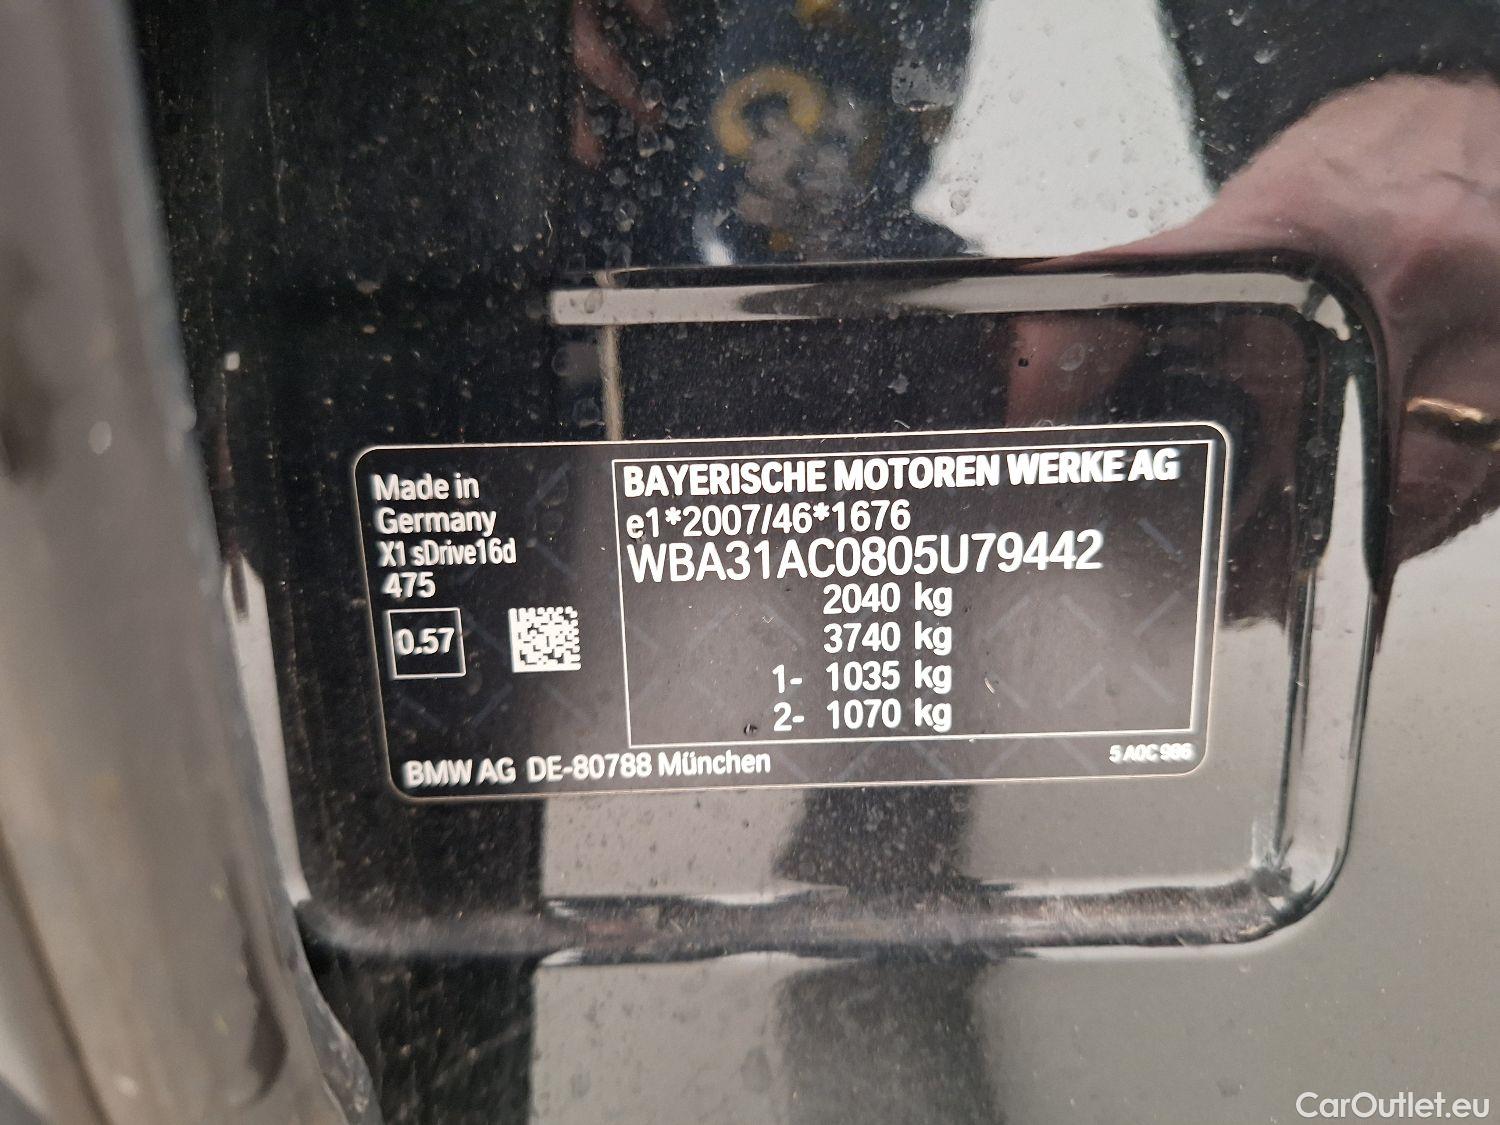 Made in
Germany
X1 sDrive16d
475
0.57
BAYERISCHE MOTOREN WERKE AG
e1*2007/46*1676
WBA31AC0805U79442
2040 kg
3740 kg
1- 1035 kg
2- 1070 kg
BMW AG DE-80788 München
5 A0C 986
CarOutlet.eu